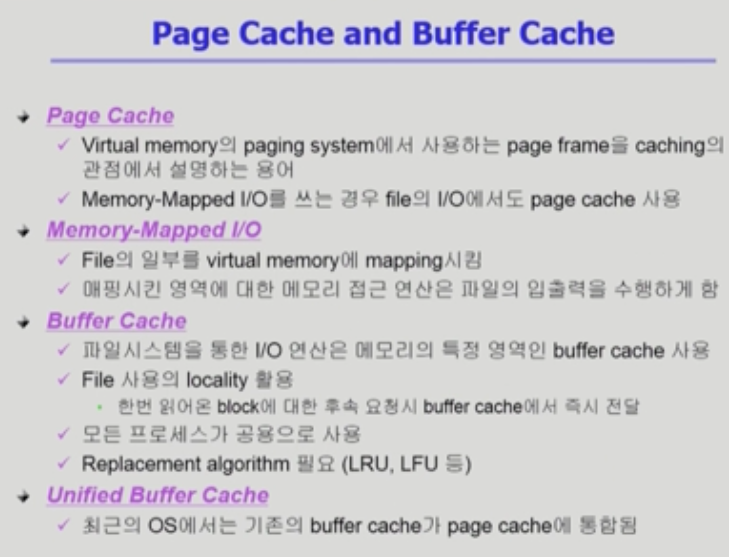 Page Cache and Buffer Cache
Page Cache
Virtual memory의 paging system에서 사용하는 page frame을 caching의
관점에서 설명하는 용어
Memory-Mapped I/O를 쓰는 경우 file의 I/O에서도 page cache 사용
Memory-Mapped I/O
File의 일부를 virtual memory에 mapping시킴
매핑시킨 영역에 대한 메모리 접근 연산은 파일의 입출력을 수행하게 함
Buffer Cache
파일시스템을 통한 I/O 연산은 메모리의 특정 영역인 buffer cache 사용
File 사용의 locality 활용
한번 읽어온 block에 대한 후속 요청시 buffer cache에서 즉시 전달
모든 프로세스가 공용으로 사용
Replacement algorithm 필요 (LRU, LFU 등)
Unified Buffer Cache
최근의 OS에서는 기존의 buffer cache가 page cache에 통합됨